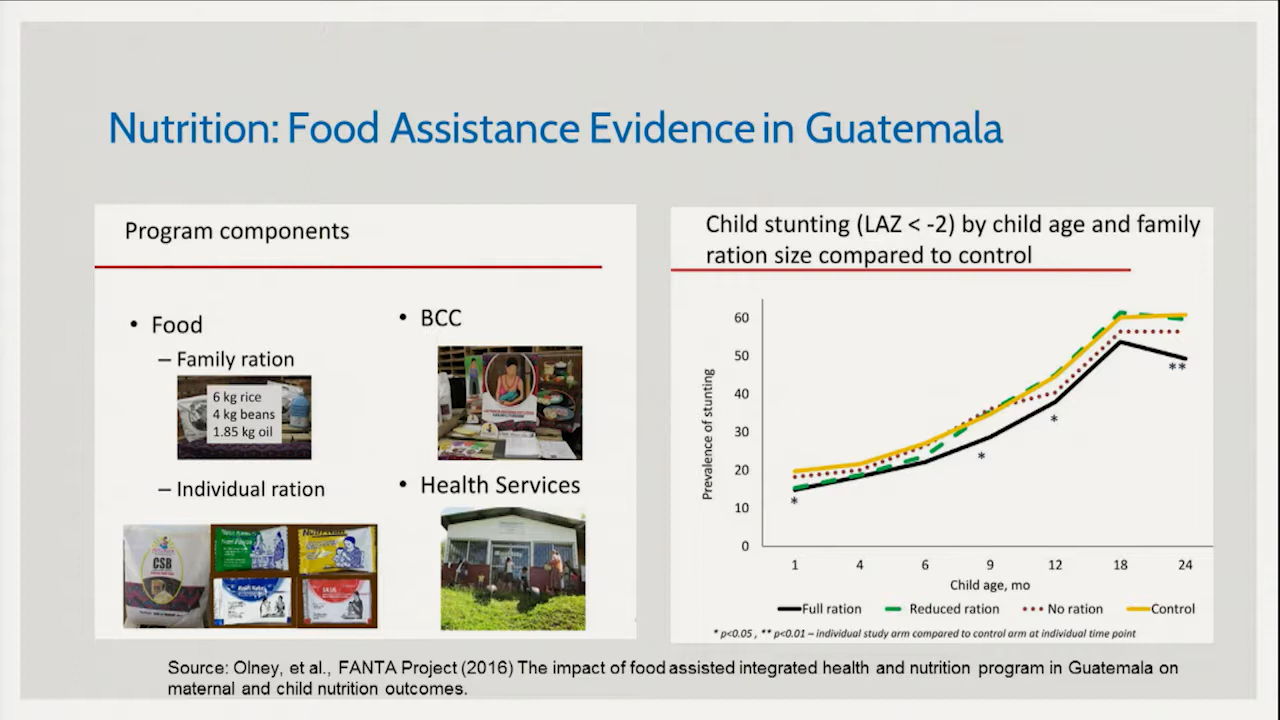 Nutrition: Food Assistance Evidence in Guatemala
Program components
• Food
– Family ration
6 kg rice
4 kg beans
1.85 kg oil
– Individual ration
CSB
• BCC
• Health Services
Child stunting (LAZ < -2) by child age and family
ration size compared to control
Prevalence of stunting
60
50
40
30
20
10
0
*
*
*
**
1 4 6 9 12 18 24
Child age, mo
Full ration Reduced ration No ration Control
* p<0.05 , ** p<0.01 – individual study arm compared to control arm at individual time point
Source: Olney, et al., FANTA Project (2016) The impact of food assisted integrated health and nutrition program in Guatemala on
maternal and child nutrition outcomes.